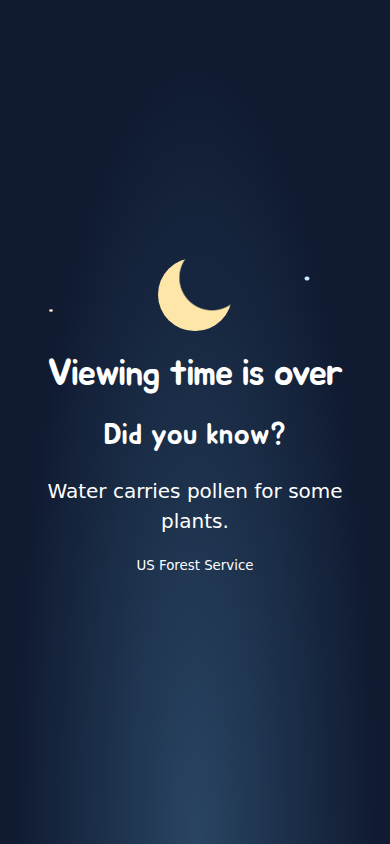 Viewing time is over
Did you know?
Water carries pollen for some
plants.
US Forest Service